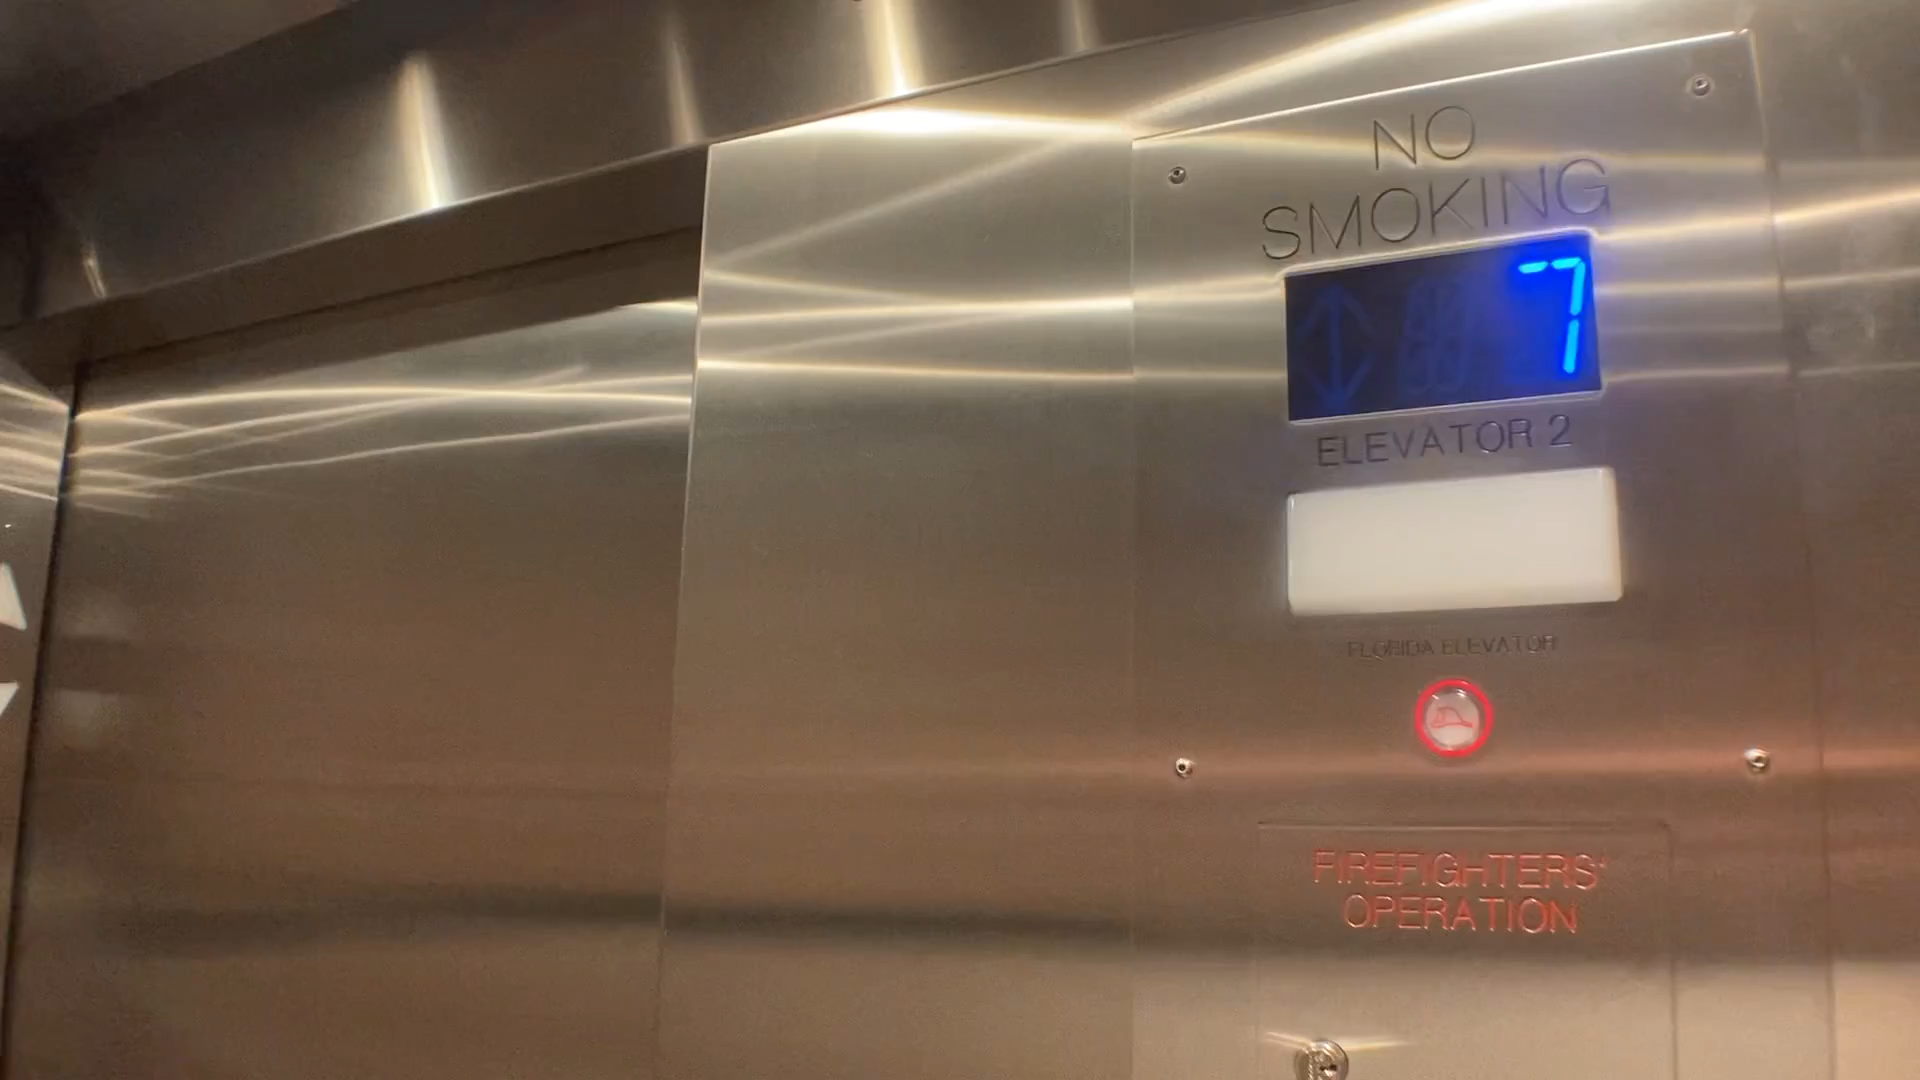 NO
SMOKING
7
ELEVATOR 2
FLORIDA ELEVATOR
FIREFIGHTERS'
OPERATION